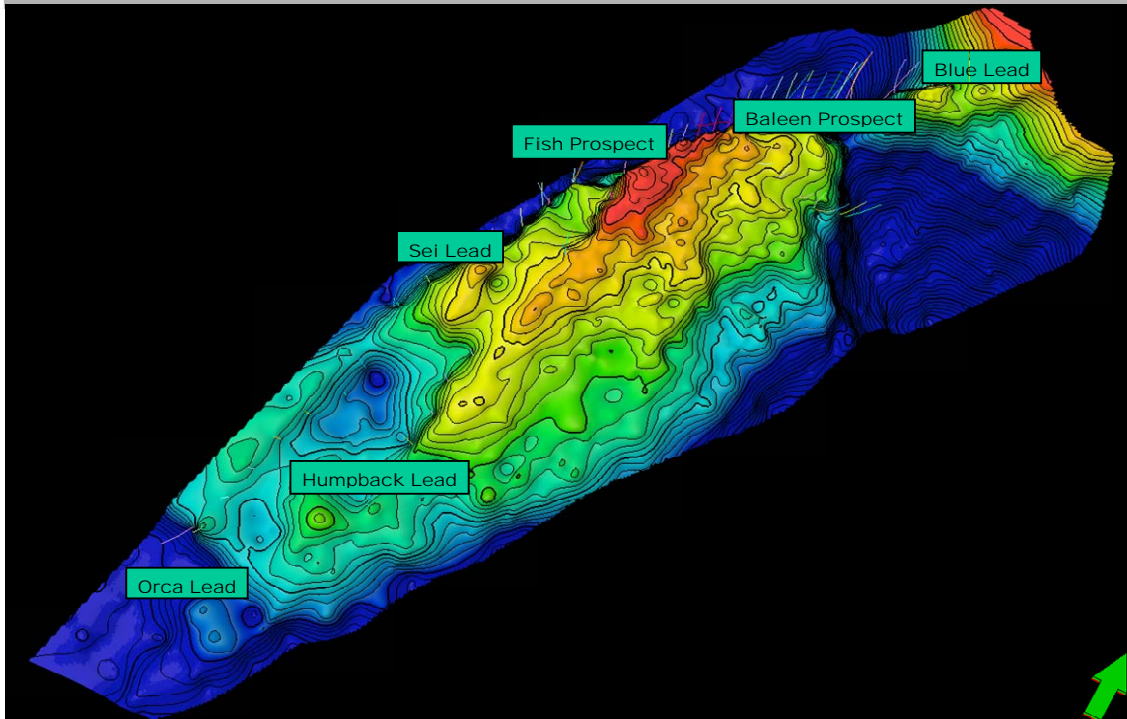 Blue Lead
Baleen Prospect
Fish Prospect
Sei Lead
Humpback Lead
Orca Lead